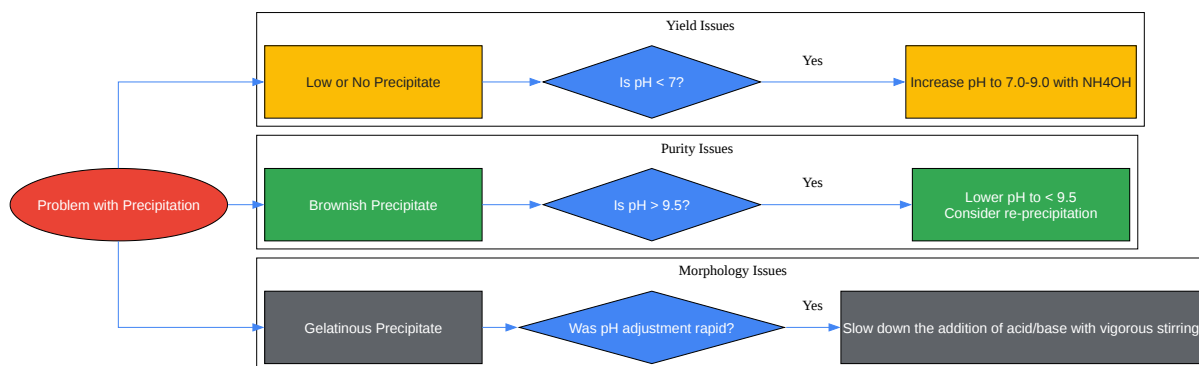 Yield Issues
Low or No Precipitate
Is pH < 7?
Yes
Increase pH to 7.0-9.0 with NH4OH
Purity Issues
Problem with Precipitation
Brownish Precipitate
Is pH > 9.5?
Yes
Lower pH to < 9.5
Consider re-precipitation
Morphology Issues
Gelatinous Precipitate
Was pH adjustment rapid?
Yes
Slow down the addition of acid/base with vigorous stirring